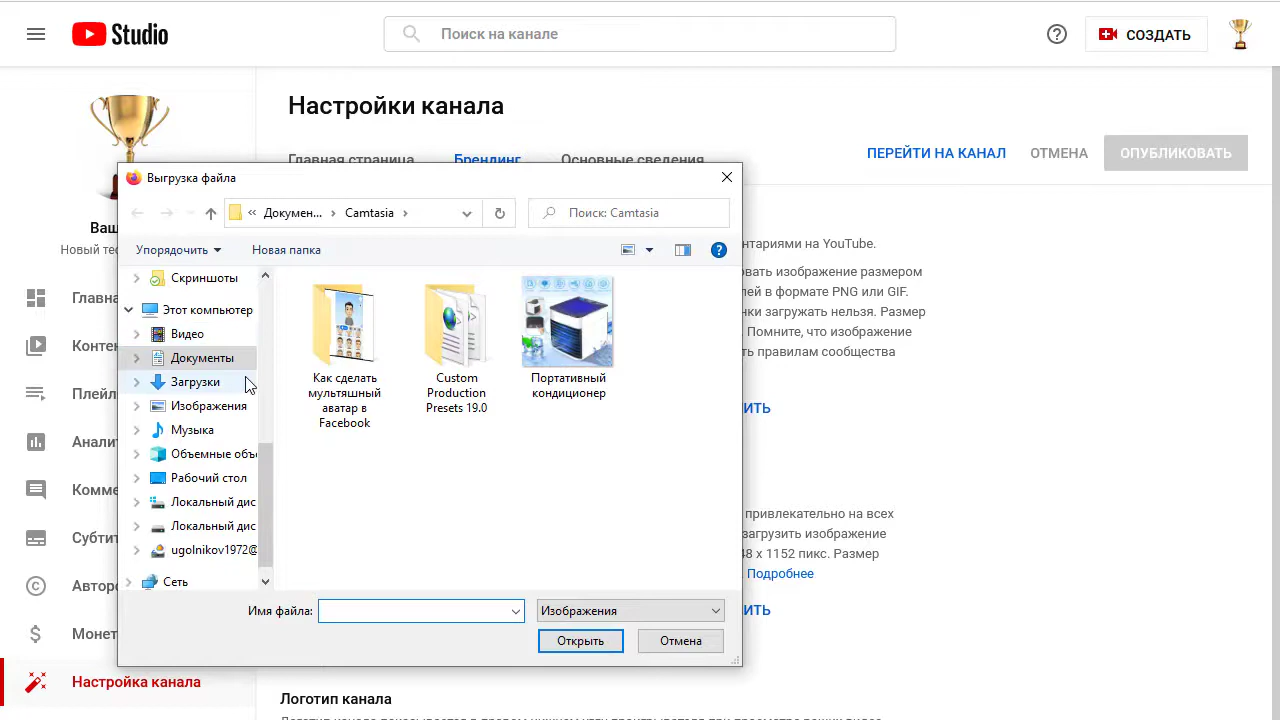 Studio
Поиск на канале
СОЗДАТЬ
Настройки канала
Главная страница
Брендинг
Основные сведения
ПЕРЕЙТИ НА КАНАЛ
ОТМЕНА
ОПУБЛИКОВАТЬ
Ваш
Новый те
Главна
Контен
Плейл
Аналит
Комме
Субтит
Авторс
Монет
Настройка канала
Выгрузка файла
« Докумен... › Camtasia ›
Поиск: Camtasia
Упорядочить
Новая папка
Скриншоты
Этот компьютер
Видео
Документы
Загрузки
Изображения
Музыка
Объемные объ
Рабочий стол
Локальный дис
Локальный дис
ugolnikov1972@
Сеть
Как сделать
мультяшный
аватар в
Facebook
Custom
Production
Presets 19.0
Портативный
кондиционер
Имя файла:
Изображения
Открыть
Отмена
нтариями на YouTube.
овать изображение размером
лей в формате PNG или GIF.
нки загружать нельзя. Размер
Помните, что изображение
ть правилам сообщества
ИТЬ
привлекательно на всех
загрузить изображение
48 x 1152 пикс. Размер
Подробнее
ИТЬ
Логотип канала